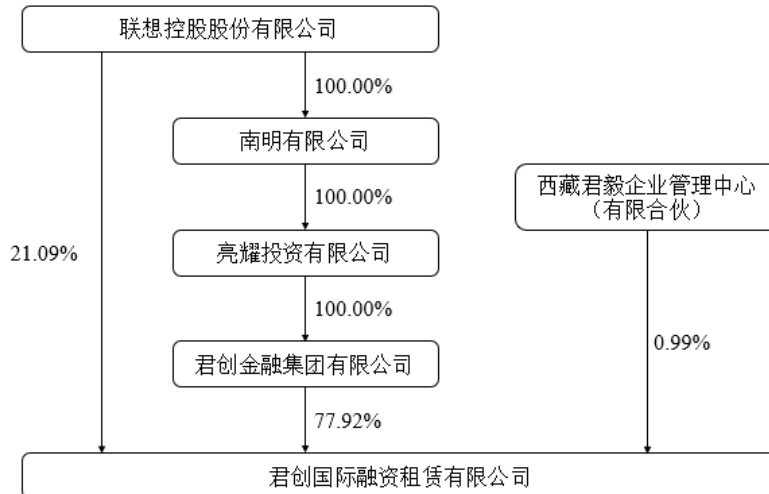 联想控股股份有限公司
100.00%
南明有限公司
西藏君毅企业管理中心
（有限合伙）
100.00%
21.09%
亮耀投资有限公司
100.00%
0.99%
君创金融集团有限公司
77.92%
君创国际融资租赁有限公司